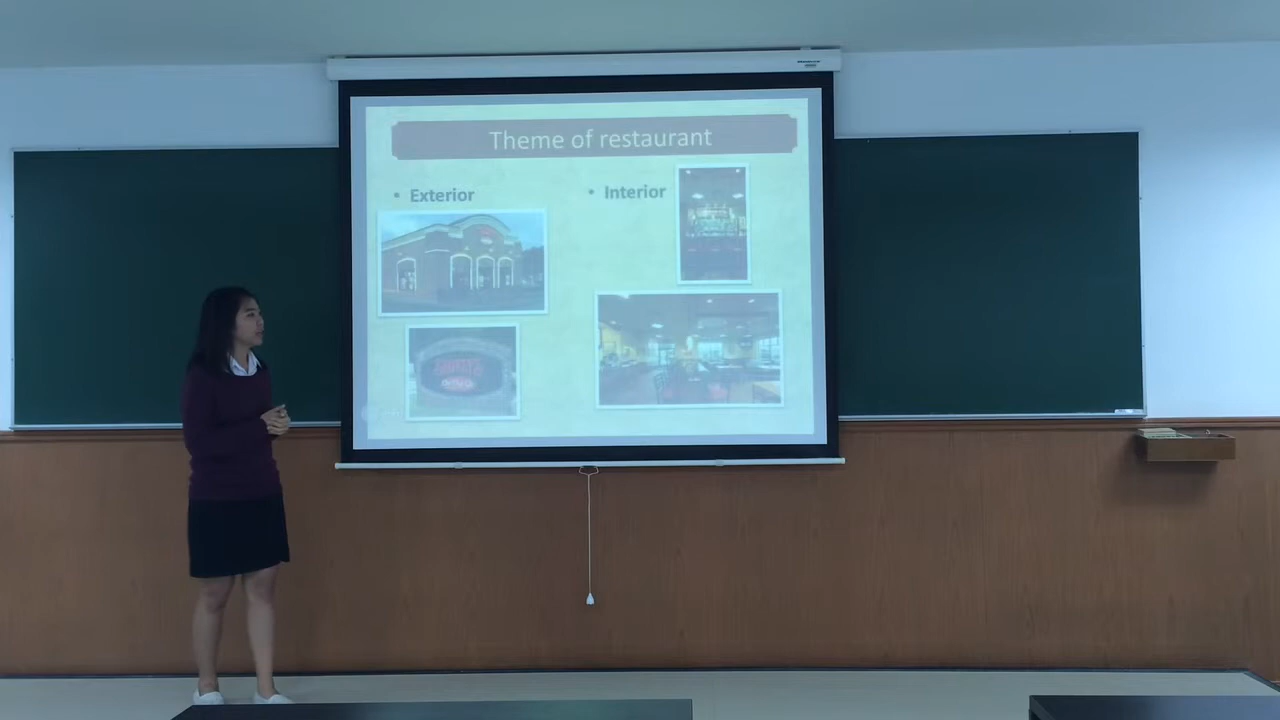 Theme of restaurant
• Exterior
• Interior